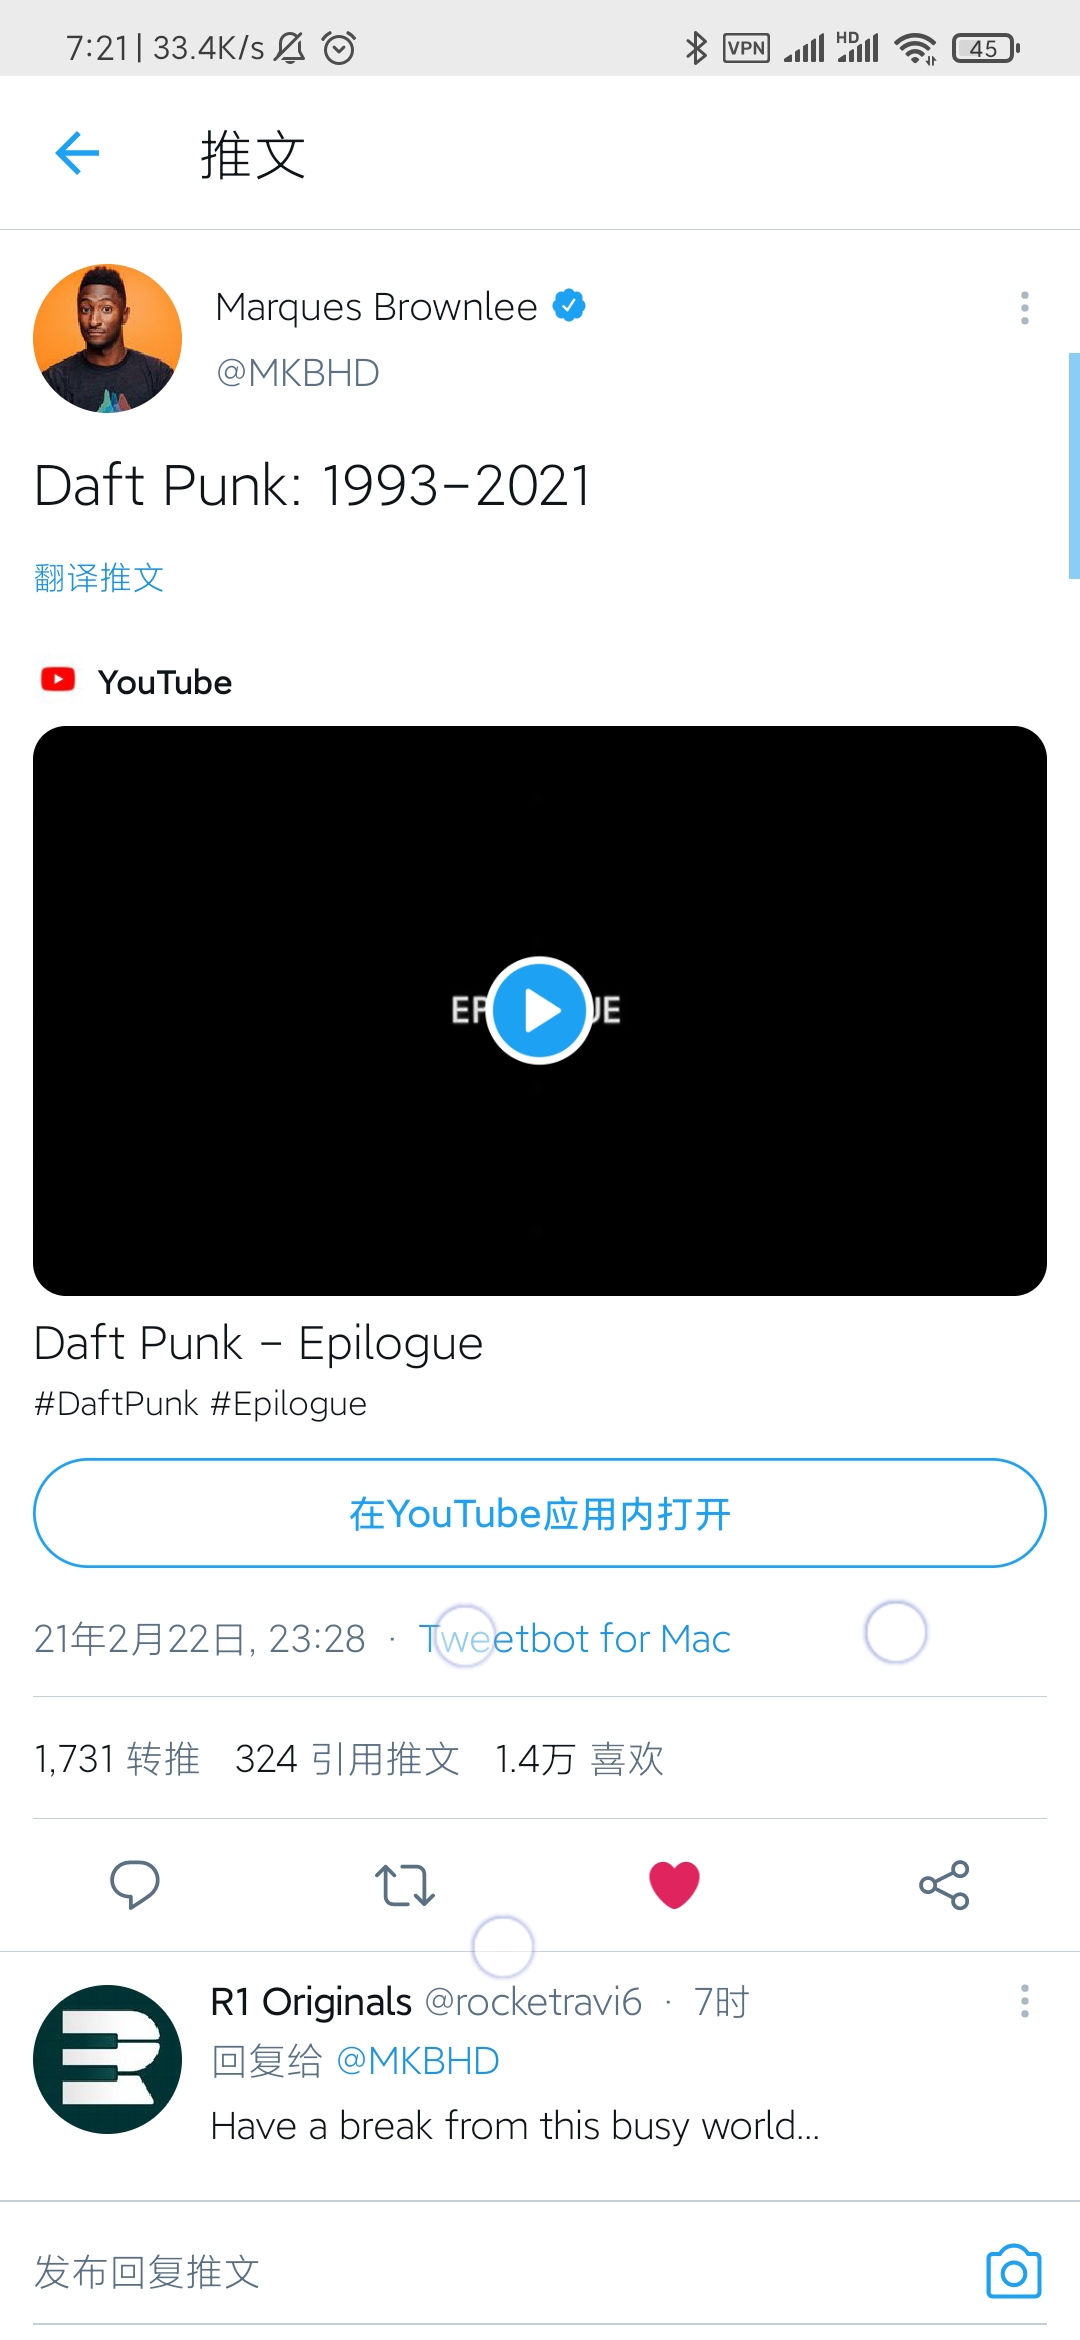 7:21 | 33.4K/s VPN HD 45
推文
Marques Brownlee
@MKBHD
Daft Punk: 1993-2021
翻译推文
YouTube
Daft Punk - Epilogue
#DaftPunk #Epilogue
在YouTube应用内打开
21年2月22日, 23:28 · Tweetbot for Mac
1,731 转推 324 引用推文 1.4万 喜欢
R1 Originals @rocketravi6 · 7时
回复给 @MKBHD
Have a break from this busy world...
发布回复推文